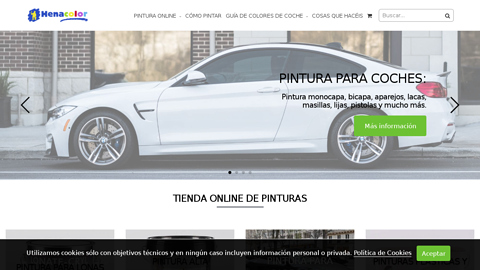 Henacolor
PINTURA ONLINE
CÓMO PINTAR
GUÍA DE COLORES DE COCHE
COSAS QUE HACÉIS
Buscar...
PINTURA PARA COCHES:
Pintura monocapa, bicapa, aparejos, lacas,
masillas, lijas, pistolas y mucho más.
Más información
TIENDA ONLINE DE PINTURAS
Utilizamos cookies sólo con objetivos técnicos y en ningún caso incluyen información personal o privada. Política de Cookies
Aceptar